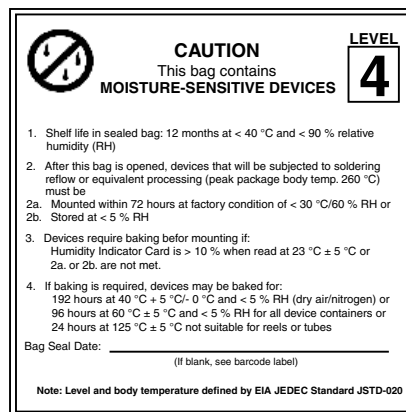 LEVEL
4
CAUTION
This bag contains
MOISTURE-SENSITIVE DEVICES
1. Shelf life in sealed bag: 12 months at < 40 °C and < 90 % relative
humidity (RH)
2. After this bag is opened, devices that will be subjected to soldering
reflow or equivalent processing (peak package body temp. 260 °C)
must be
2a. Mounted within 72 hours at factory condition of < 30 °C/60 % RH or
2b. Stored at < 5 % RH
3. Devices require baking befor mounting if:
Humidity Indicator Card is > 10 % when read at 23 °C ± 5 °C or
2a. or 2b. are not met.
4. If baking is required, devices may be baked for:
192 hours at 40 °C + 5 °C/- 0 °C and < 5 % RH (dry air/nitrogen) or
96 hours at 60 °C ± 5 °C and < 5 % RH for all device containers or
24 hours at 125 °C ± 5 °C not suitable for reels or tubes
Bag Seal Date:
(If blank, see barcode label)
Note: Level and body temperature defined by EIA JEDEC Standard JSTD-020